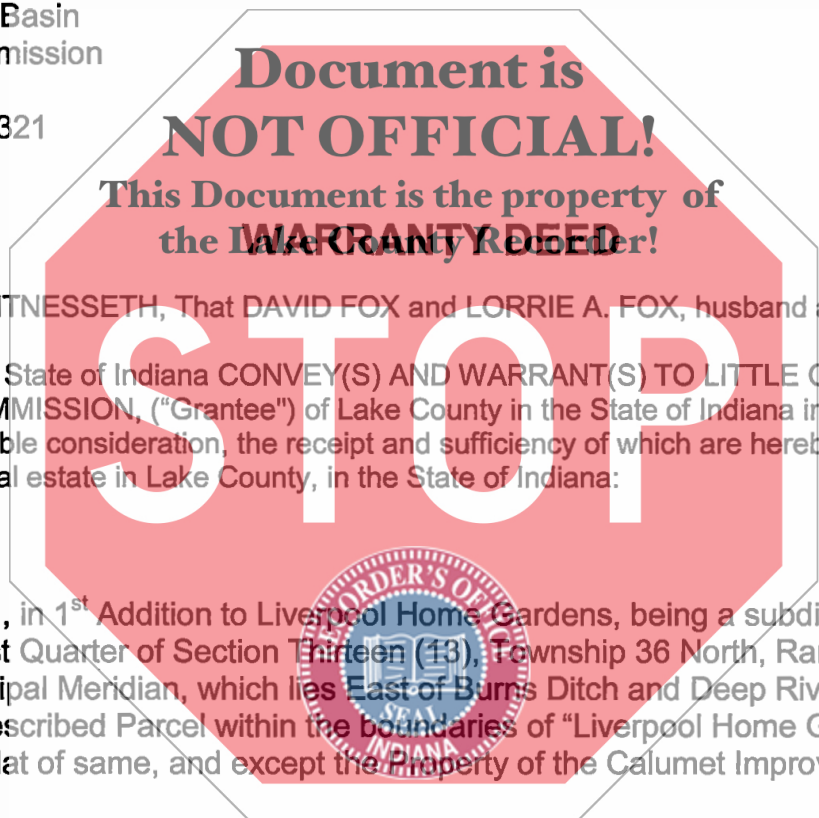 Basin
mission
321
Document is
NOT OFFICIAL!
This Document is the property of
the Lake County Recorder!
WARRANTY DEED
TNESSETH, That DAVID FOX and LORRIE A. FOX, husband a
State of Indiana CONVEY(S) AND WARRANT(S) TO LITTLE C
MMISSION, ("Grantee") of Lake County in the State of Indiana in
ble consideration, the receipt and sufficiency of which are hereb
al estate in Lake County, in the State of Indiana:
STOP
, in 1st Addition to Liverpool Home Gardens, being a subdi
t Quarter of Section Thirteen (13), Township 36 North, Ra
ipal Meridian, which lies East of Burns Ditch and Deep Riv
escribed Parcel within the boundaries of “Liverpool Home G
lat of same, and except the Property of the Calumet Improv
RECORDER'S OFFICE
SEAL
INDIANA